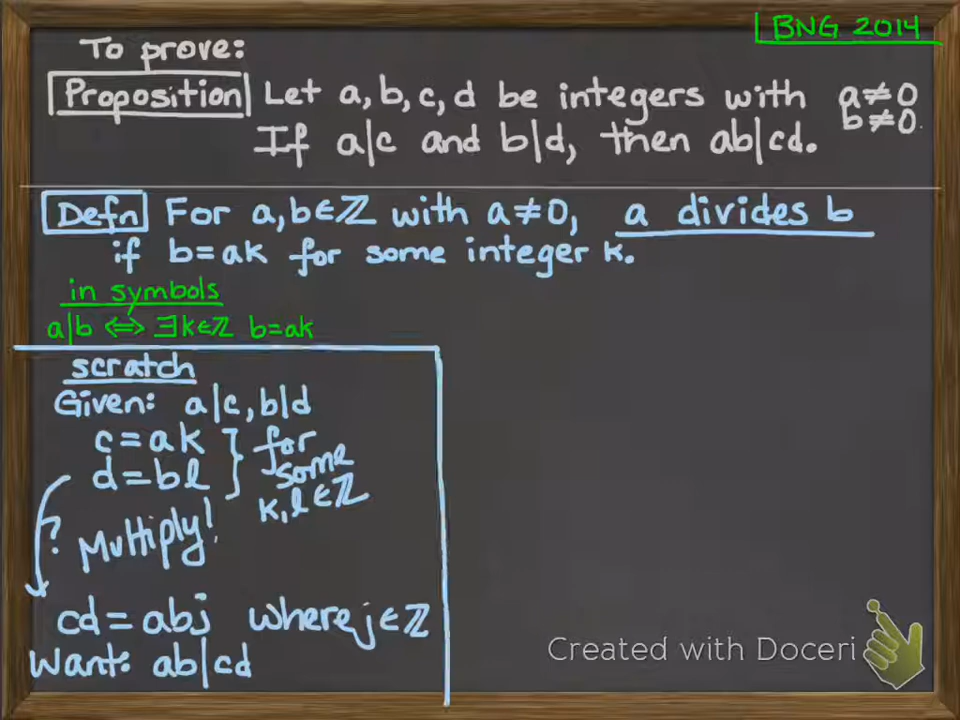 BNG 2014
To prove:
Proposition Let a, b, c, d be integers with a≠0
b≠0.
If a|c and b|d, then ab|cd.
Defn For a,b∈ℤ with a≠0, a divides b
if b=ak for some integer k.
in symbols
a|b ⟺ ∃k∈ℤ b=ak
scratch
Given: a|c, b|d
c=ak } for
d=bl some
k,l∈ℤ
? Multiply!
cd=abj where j∈ℤ
Want: ab|cd
Created with Doceri